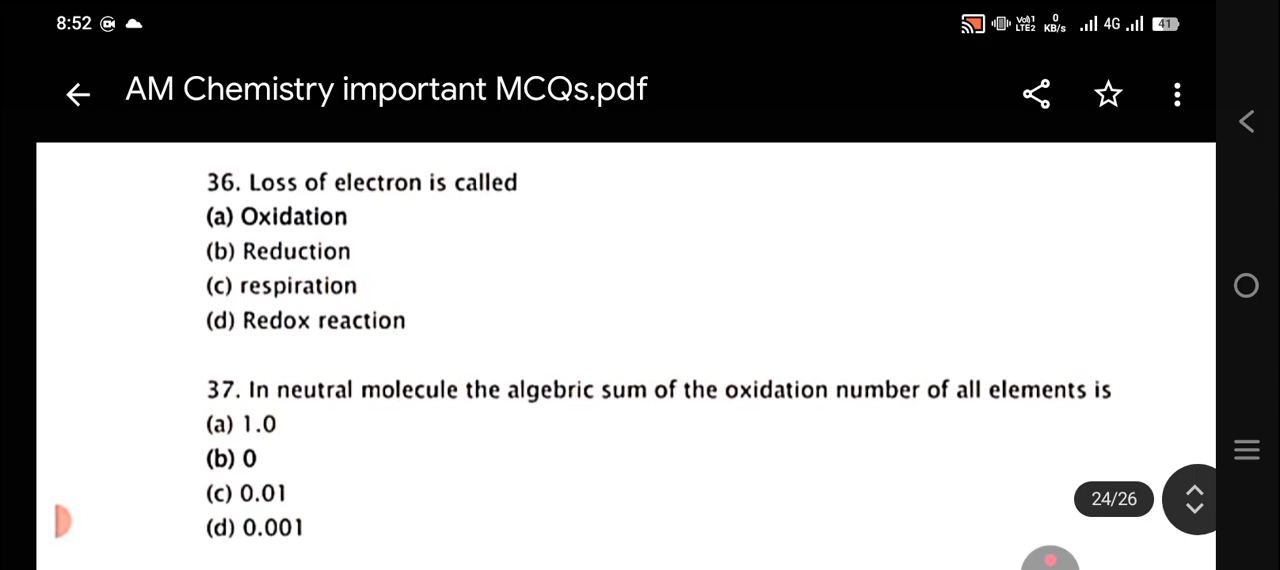 8:52
Vol) 1 LTE2 0 KB/s 4G 41
AM Chemistry important MCQs.pdf
36. Loss of electron is called
(a) Oxidation
(b) Reduction
(c) respiration
(d) Redox reaction
37. In neutral molecule the algebric sum of the oxidation number of all elements is
(a) 1.0
(b) 0
(c) 0.01
(d) 0.001
24/26